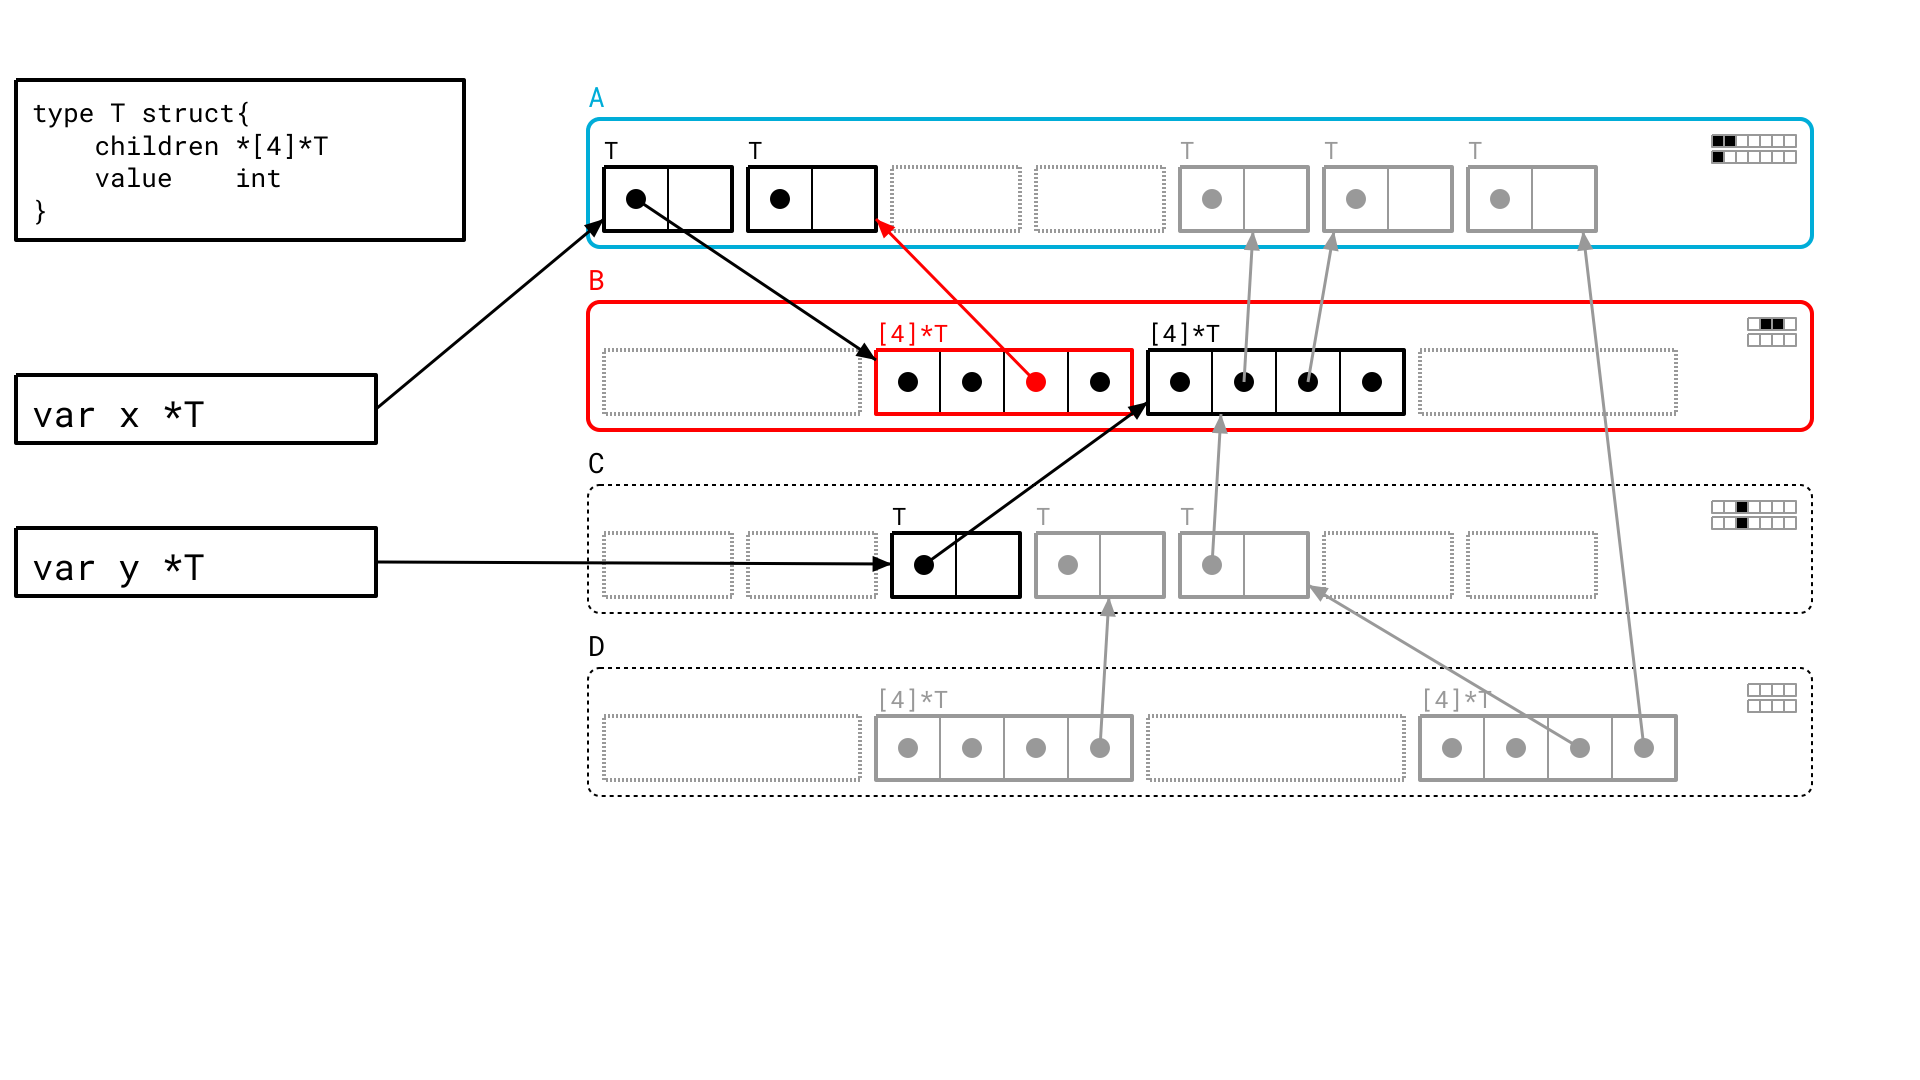 type T struct{
    children *[4]*T
    value    int
}
var x *T
var y *T
A
T T T T T
B
[4]*T [4]*T
C
T T T
D
[4]*T [4]*T